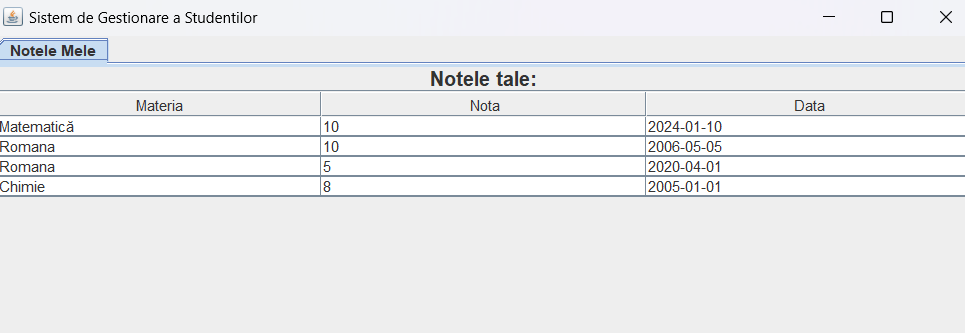 Sistem de Gestionare a Studentilor
Notele Mele
Notele tale:
Materia Nota Data
Matematică 10 2024-01-10
Romana 10 2006-05-05
Romana 5 2020-04-01
Chimie 8 2005-01-01